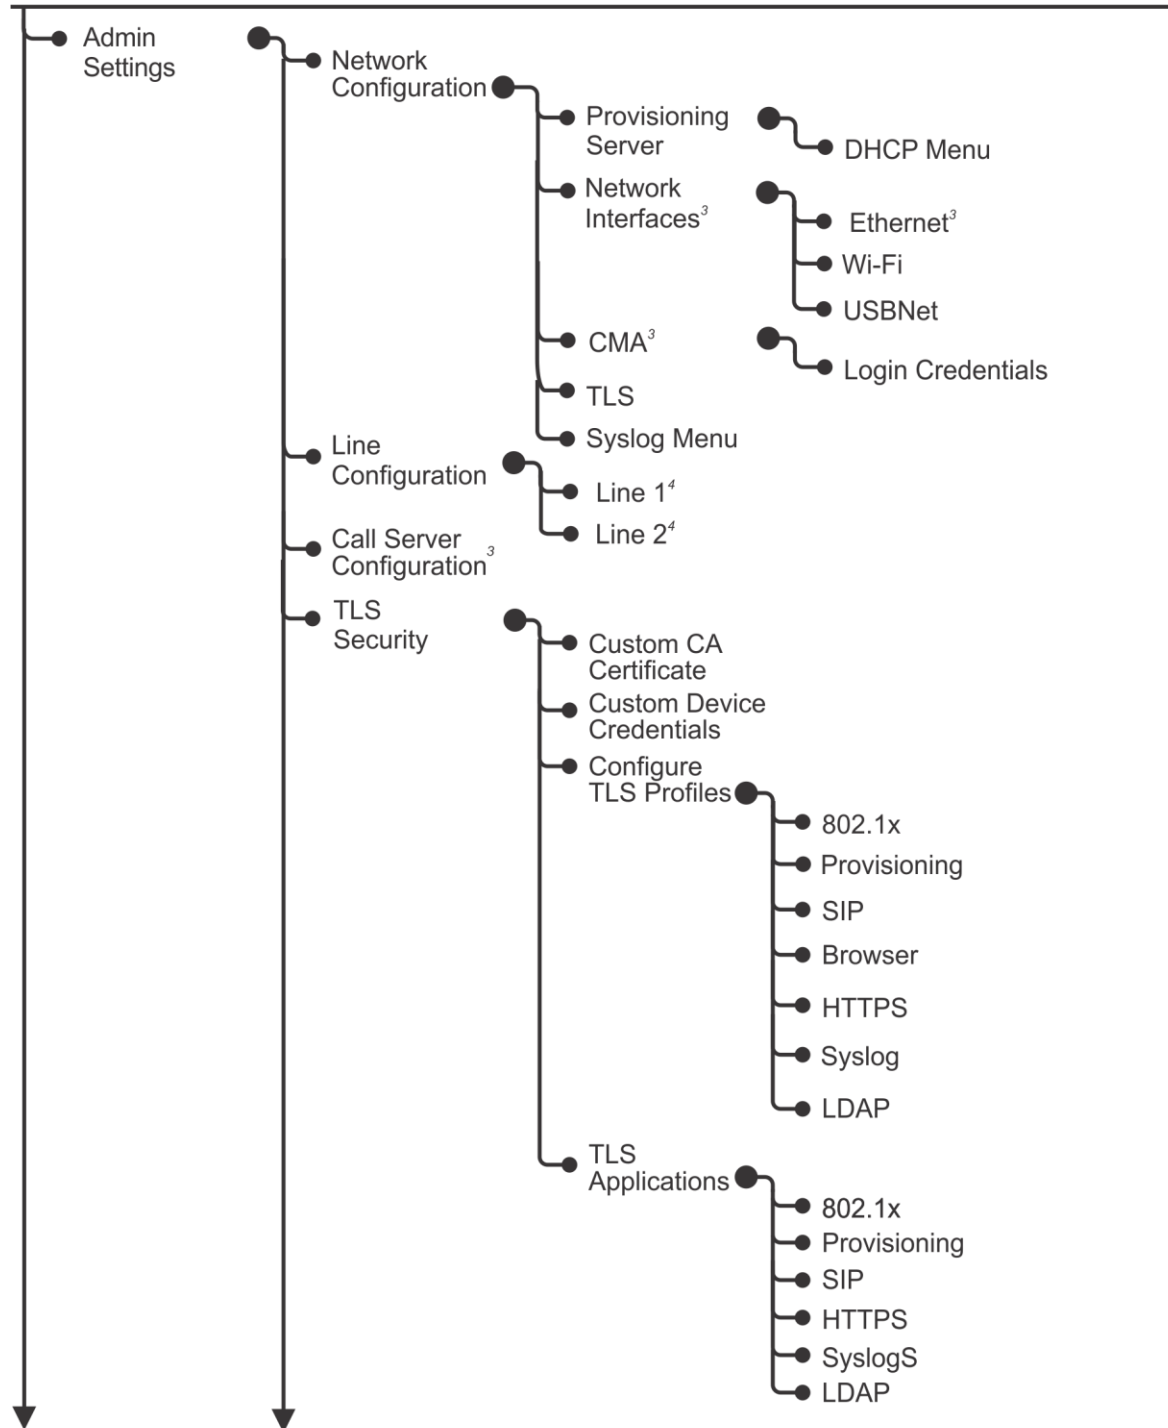 Admin
Settings
Network
Configuration
Provisioning
Server
DHCP Menu
Network
Interfaces³
Ethernet³
Wi-Fi
USBNet
CMA³
Login Credentials
TLS
Syslog Menu
Line
Configuration
Line 1⁴
Line 2⁴
Call Server
Configuration³
TLS
Security
Custom CA
Certificate
Custom Device
Credentials
Configure
TLS Profiles
802.1x
Provisioning
SIP
Browser
HTTPS
Syslog
LDAP
TLS
Applications
802.1x
Provisioning
SIP
HTTPS
SyslogS
LDAP